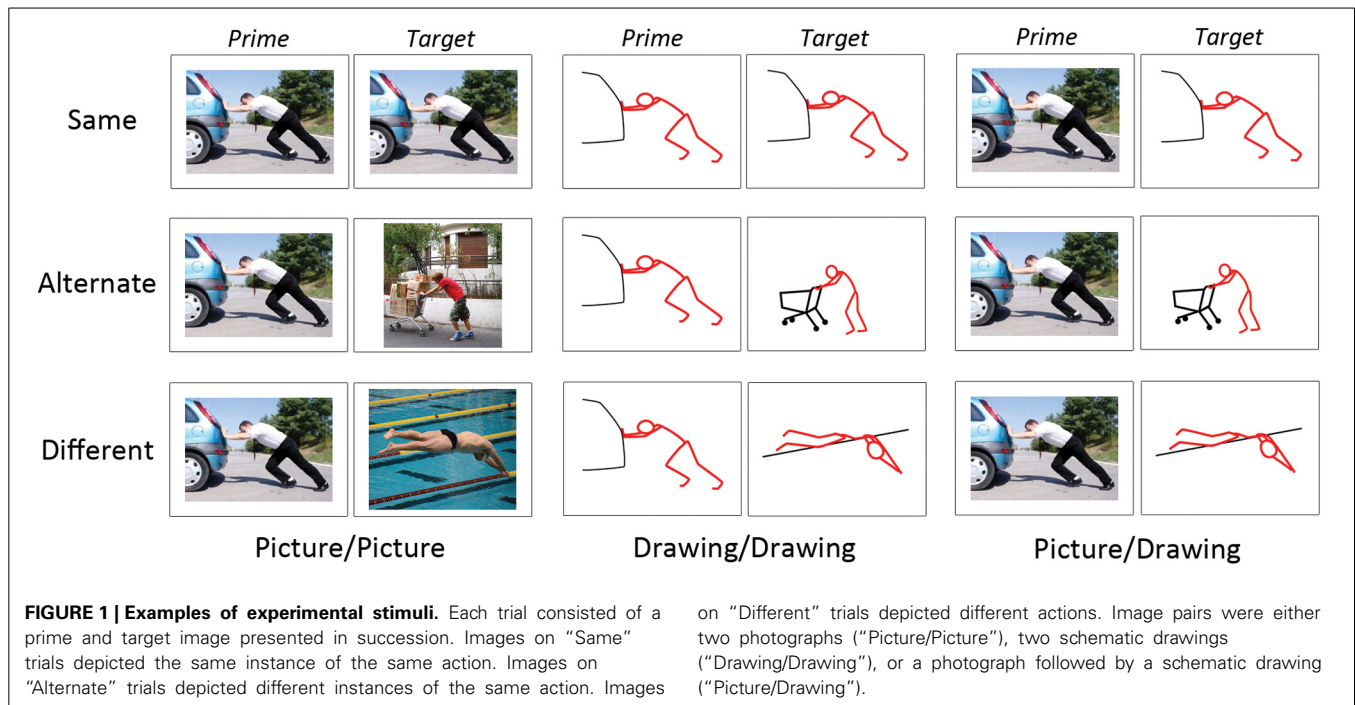 Prime Target Prime Target Prime Target
Same
Alternate
Different
Picture/Picture Drawing/Drawing Picture/Drawing
FIGURE 1 | Examples of experimental stimuli. Each trial consisted of a
prime and target image presented in succession. Images on “Same”
trials depicted the same instance of the same action. Images on
“Alternate” trials depicted different instances of the same action. Images
on “Different” trials depicted different actions. Image pairs were either
two photographs (“Picture/Picture”), two schematic drawings
(“Drawing/Drawing”), or a photograph followed by a schematic drawing
(“Picture/Drawing”).